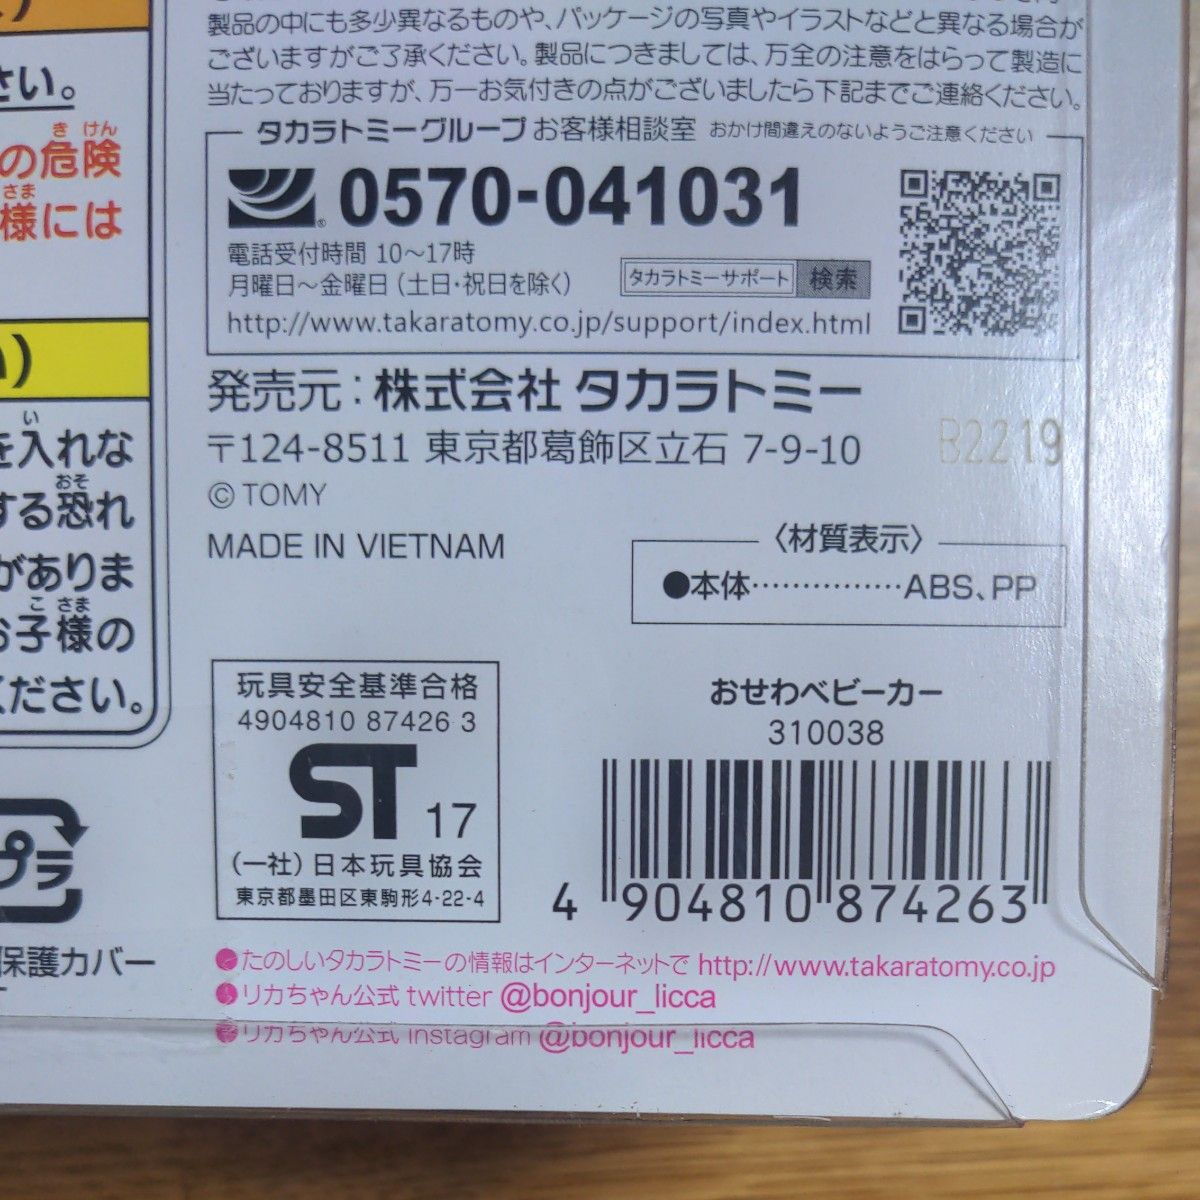 製品の中にも多少異なるものや、パッケージの写真やイラストなどと異なる場合が
ございますがご了承ください。製品につきましては、万全の注意をはらって製造に
当たっておりますが、万一お気付きの点がございましたら下記までご連絡ください。
タカラトミーグループ お客様相談室 おかけ間違えのないようご注意ください
0570-041031
電話受付時間 10〜17時
月曜日〜金曜日 (土日・祝日を除く)
タカラトミーサポート 検索
http://www.takaratomy.co.jp/support/index.html
発売元:株式会社 タカラトミー
〒124-8511 東京都葛飾区立石 7-9-10
B2219
© TOMY
MADE IN VIETNAM
〈材質表示〉
●本体……………ABS、PP
玩具安全基準合格
4904810 87426 3
ST 17
(一社) 日本玩具協会
東京都墨田区東駒形4-22-4
おせわベビーカー
310038
4 904810 874263
●たのしいタカラトミーの情報はインターネットで http://www.takaratomy.co.jp
●リカちゃん公式 twitter @bonjour_licca
●リカちゃん公式 instagram @bonjour_licca
さい。
の危険
きけん
様には
さま
い)
を入れな
い
する恐れ
おそ
がありま
お子様の
こさま
ください。
プラ
保護カバー